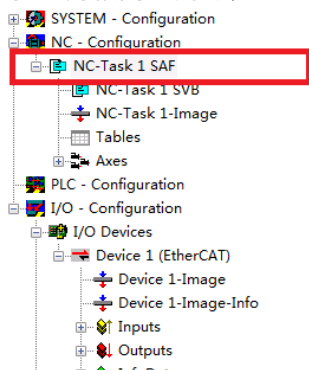 SYSTEM - Configuration
NC - Configuration
NC-Task 1 SAF
NC-Task 1 SVB
NC-Task 1-Image
Tables
Axes
PLC - Configuration
I/O - Configuration
I/O Devices
Device 1 (EtherCAT)
Device 1-Image
Device 1-Image-Info
Inputs
Outputs